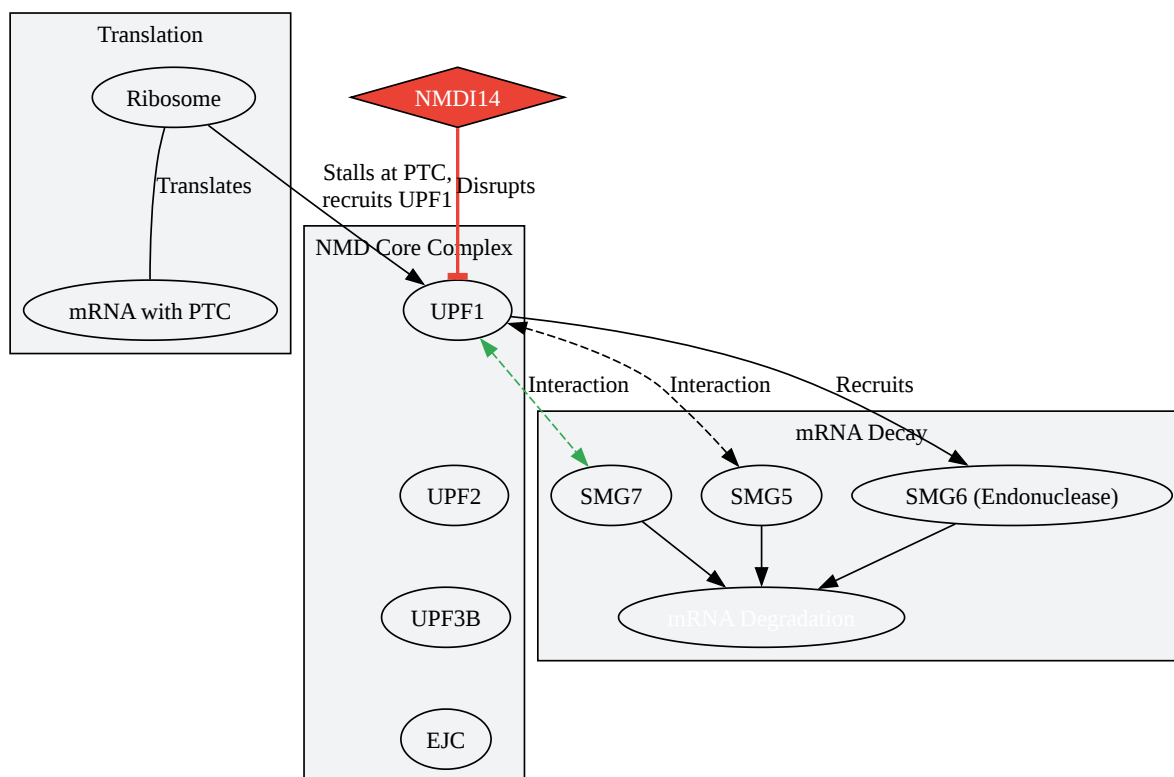 Translation
Ribosome
NMDI14
Stalls at PTC,
recruits UPF1
Disrupts
Translates
NMD Core Complex
mRNA with PTC
UPF1
Interaction
Interaction
Recruits
mRNA Decay
UPF2
SMG7
SMG5
SMG6 (Endonuclease)
UPF3B
mRNA Degradation
EJC